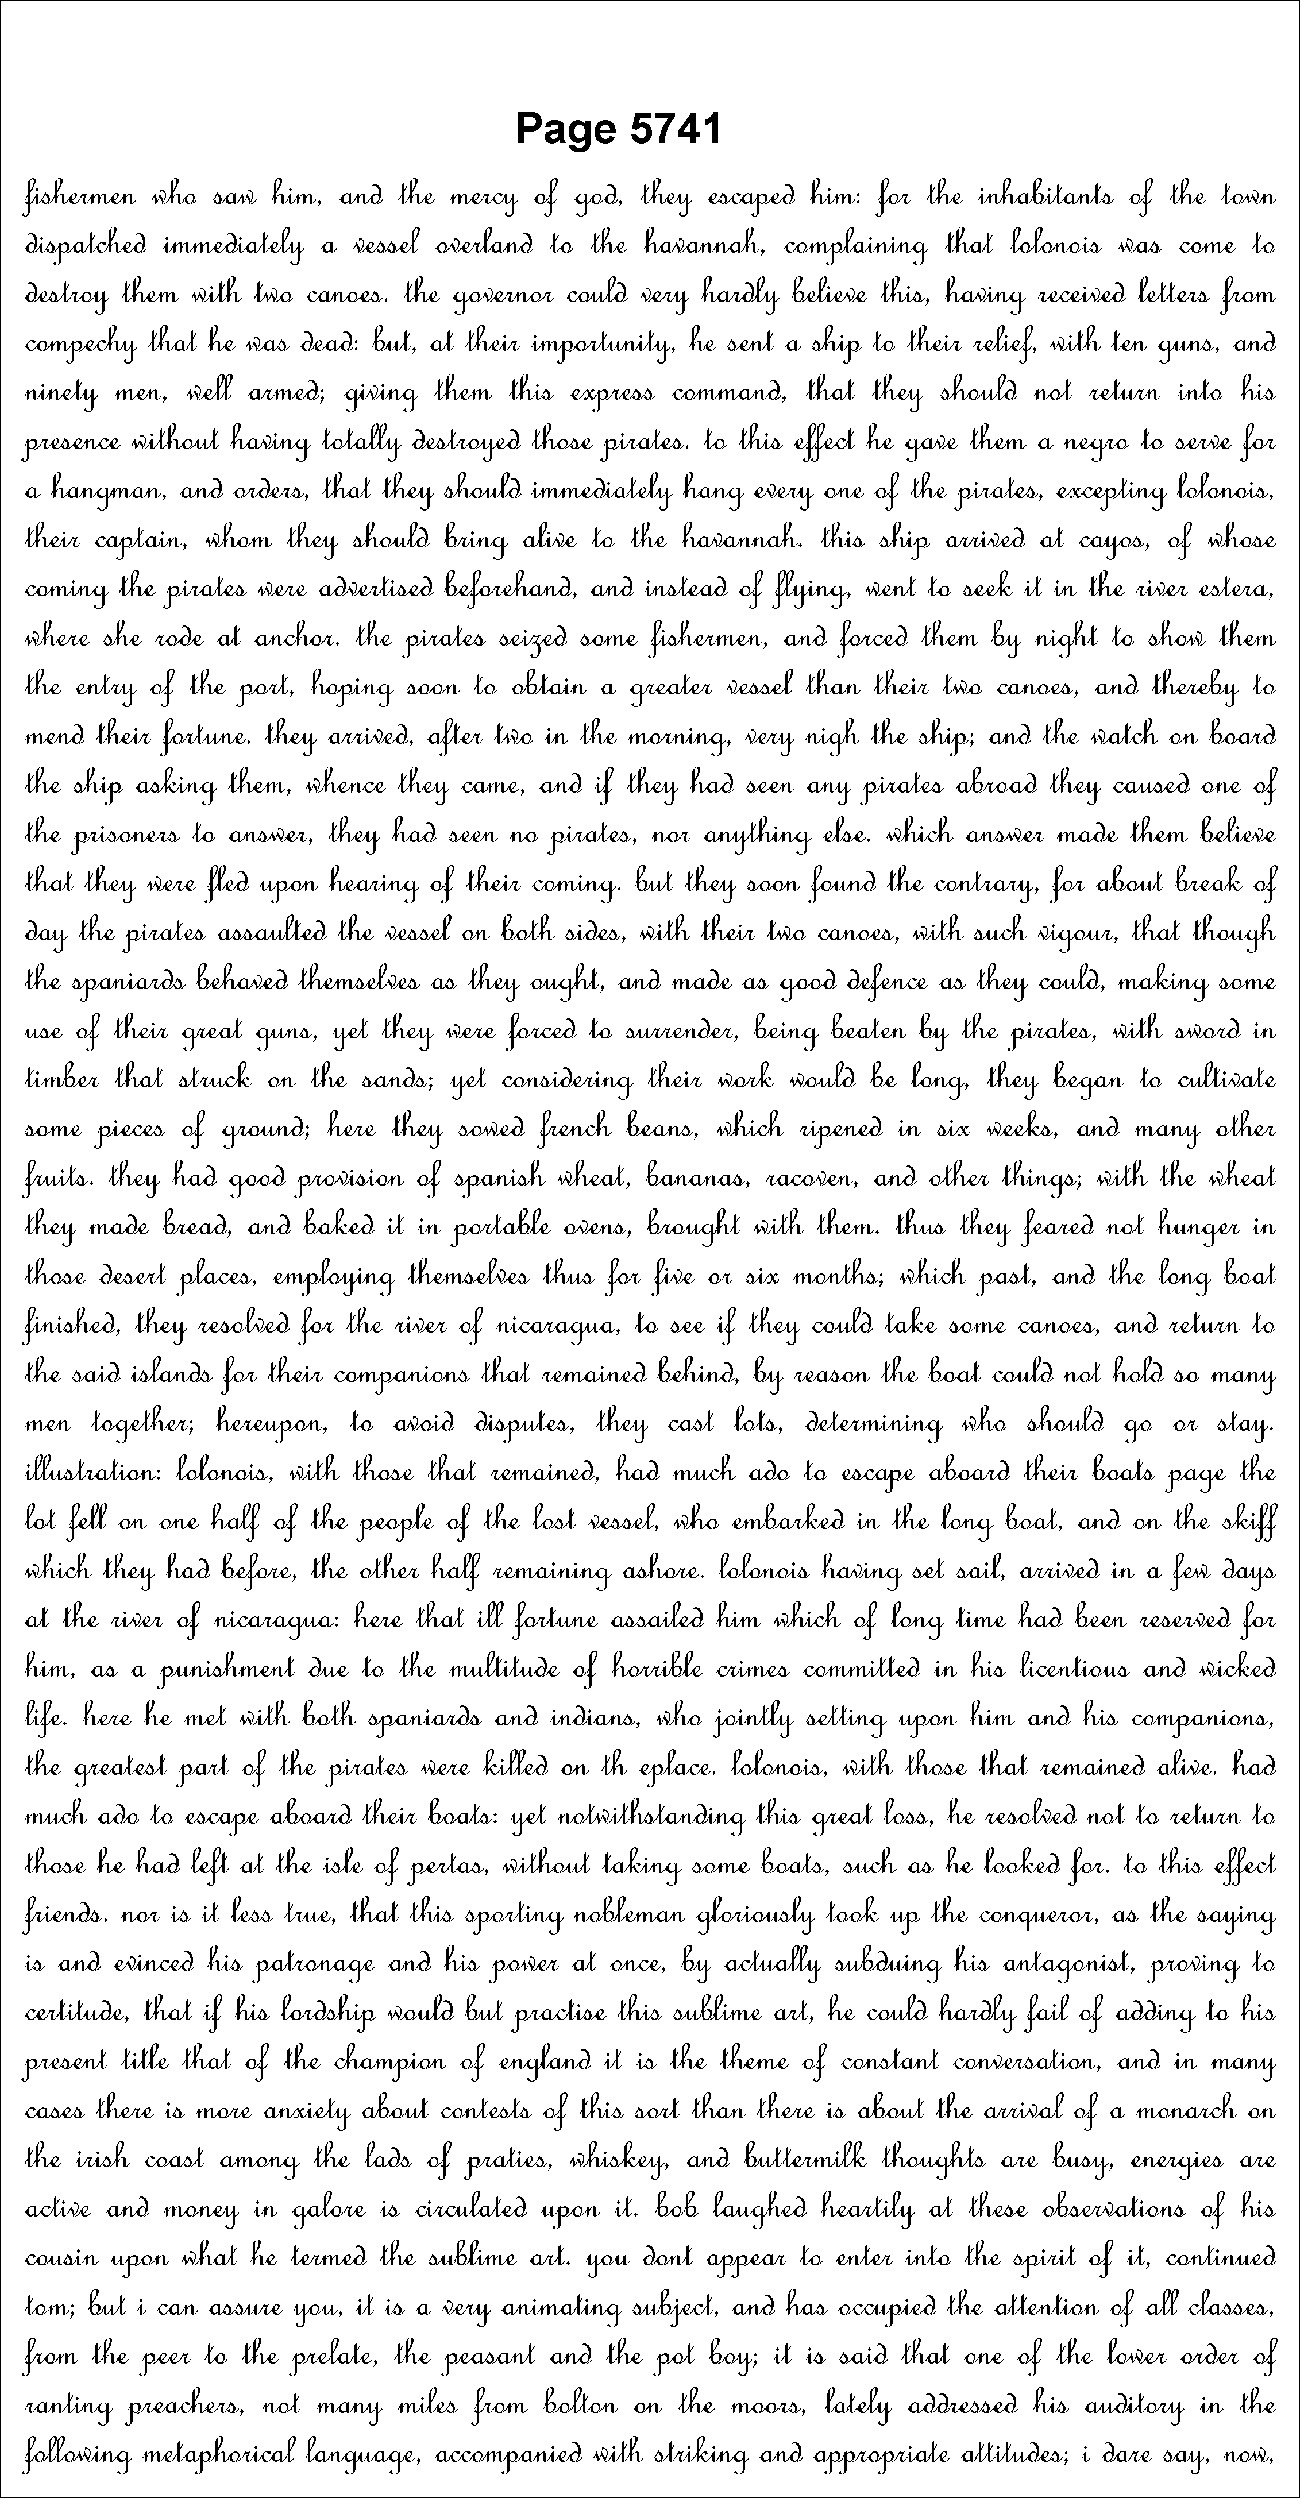 Page 5741
fishermen who saw him, and the mercy of god, they escaped him: for the inhabitants of the town
dispatched immediately a vessel overland to the havannah, complaining that lolonois was come to
destroy them with two canoes. the governor could very hardly believe this, having received letters from
compechy that he was dead: but, at their importunity, he sent a ship to their relief, with ten guns, and
ninety men, well armed; giving them this express command, that they should not return into his
presence without having totally destroyed those pirates. to this effect he gave them a negro to serve for
a hangman, and orders, that they should immediately hang every one of the pirates, excepting lolonois,
their captain, whom they should bring alive to the havannah. this ship arrived at cayos, of whose
coming the pirates were advertised beforehand, and instead of flying, went to seek it in the river estera,
where she rode at anchor. the pirates seized some fishermen, and forced them by night to show them
the entry of the port, hoping soon to obtain a greater vessel than their two canoes, and thereby to
mend their fortune. they arrived, after two in the morning, very nigh the ship; and the watch on board
the ship asking them, whence they came, and if they had seen any pirates abroad they caused one of
the prisoners to answer, they had seen no pirates, nor anything else. which answer made them believe
that they were fled upon hearing of their coming. but they soon found the contrary, for about break of
day the pirates assaulted the vessel on both sides, with their two canoes, with such vigour, that though
the spaniards behaved themselves as they ought, and made as good defence as they could, making some
use of their great guns, yet they were forced to surrender, being beaten by the pirates, with sword in
timber that struck on the sands; yet considering their work would be long, they began to cultivate
some pieces of ground; here they sowed french beans, which ripened in six weeks, and many other
fruits. they had good provision of spanish wheat, bananas, racoven, and other things; with the wheat
they made bread, and baked it in portable ovens, brought with them. thus they feared not hunger in
those desert places, employing themselves thus for five or six months; which past, and the long boat
finished, they resolved for the river of nicaragua, to see if they could take some canoes, and return to
the said islands for their companions that remained behind, by reason the boat could not hold so many
men together; hereupon, to avoid disputes, they cast lots, determining who should go or stay.
illustration: lolonois, with those that remained, had much ado to escape aboard their boats page the
lot fell on one half of the people of the lost vessel, who embarked in the long boat, and on the skiff
which they had before, the other half remaining ashore. lolonois having set sail, arrived in a few days
at the river of nicaragua: here that ill fortune assailed him which of long time had been reserved for
him, as a punishment due to the multitude of horrible crimes committed in his licentious and wicked
life. here he met with both spaniards and indians, who jointly setting upon him and his companions,
the greatest part of the pirates were killed on th eplace. lolonois, with those that remained alive, had
much ado to escape aboard their boats: yet notwithstanding this great loss, he resolved not to return to
those he had left at the isle of pertas, without taking some boats, such as he looked for. to this effect
friends. nor is it less true, that this sporting nobleman gloriously took up the conqueror, as the saying
is and evinced his patronage and his power at once, by actually subduing his antagonist, proving to
certitude, that if his lordship would but practise this sublime art, he could hardly fail of adding to his
present title that of the champion of england it is the theme of constant conversation, and in many
cases there is more anxiety about contests of this sort than there is about the arrival of a monarch on
the irish coast among the lads of praties, whiskey, and buttermilk thoughts are busy, energies are
active and money in galore is circulated upon it. bob laughed heartily at these observations of his
cousin upon what he termed the sublime art. you dont appear to enter into the spirit of it, continued
tom; but i can assure you, it is a very animating subject, and has occupied the attention of all classes,
from the peer to the prelate, the peasant and the pot boy; it is said that one of the lower order of
ranting preachers, not many miles from bolton on the moors, lately addressed his auditory in the
following metaphorical language, accompanied with striking and appropriate attitudes; i dare say, now,